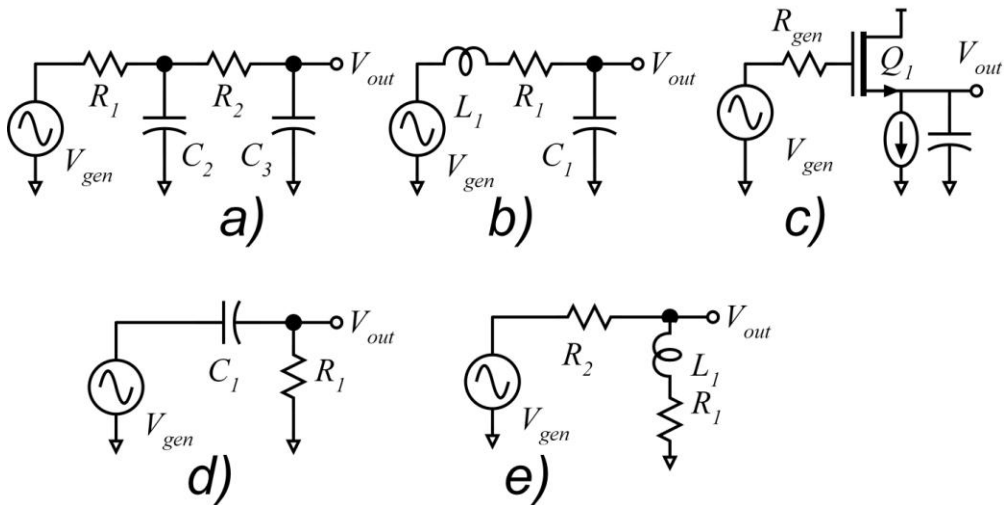 R1 R2 Vout
C2 C3
Vgen
a)
L1 R1 Vout
C1
Vgen
b)
Rgen Q1 Vout
Vgen
c)
C1 R1 Vout
Vgen
d)
R2 Vout
L1
R1
Vgen
e)